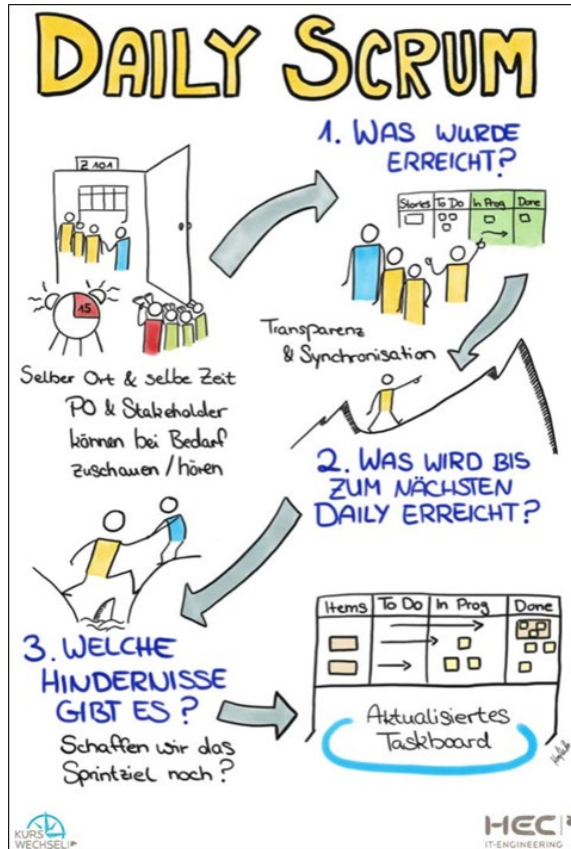 DAILY SCRUM
Z 101
15
Selber Ort & selbe Zeit
PO & Stakeholder
können bei Bedarf
zuschauen / hören
1. WAS WURDE
ERREICHT?
Stories To Do In Prog Done
Transparenz
& Synchronisation
2. WAS WIRD BIS
ZUM NÄCHSTEN
DAILY ERREICHT?
3. WELCHE
HINDERNISSE
GIBT ES?
Schaffen wir das
Sprintziel noch?
Items To Do In Prog Done
Aktualisiertes
Taskboard
KURS
WECHSEL
HEC
IT-ENGINEERING